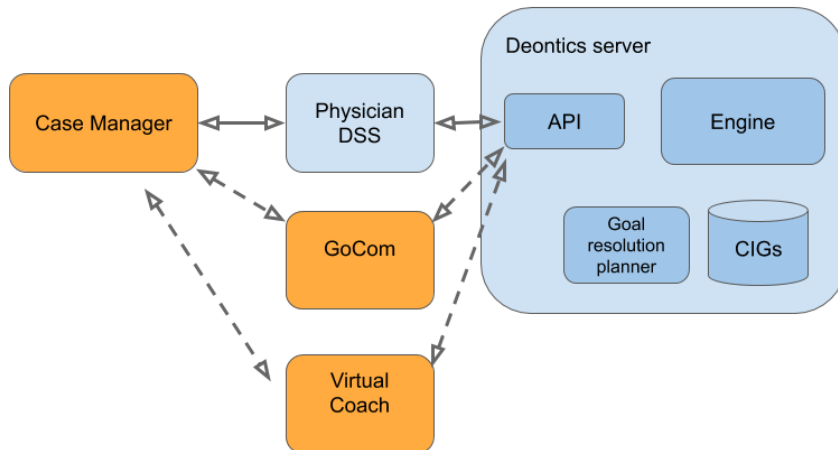 Deontics server
Case Manager
Physician
DSS
API
Engine
GoCom
Goal
resolution
planner
CIGs
Virtual
Coach